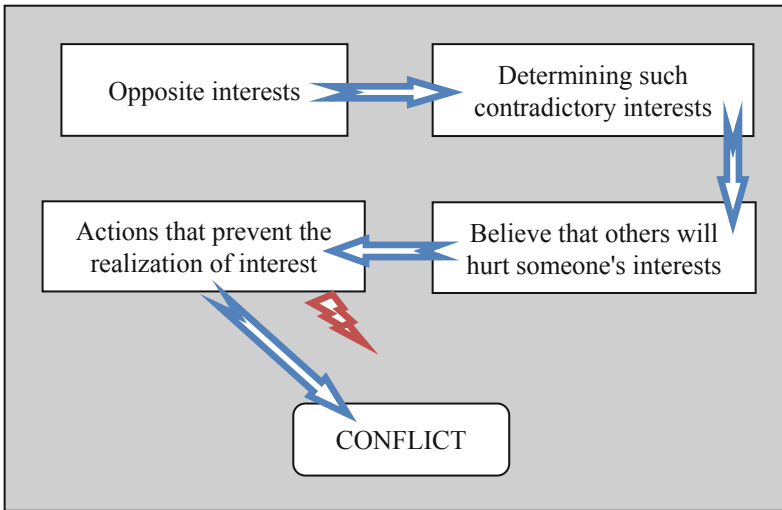 Opposite interests
Determining such
contradictory interests
Believe that others will
hurt someone's interests
Actions that prevent the
realization of interest
CONFLICT